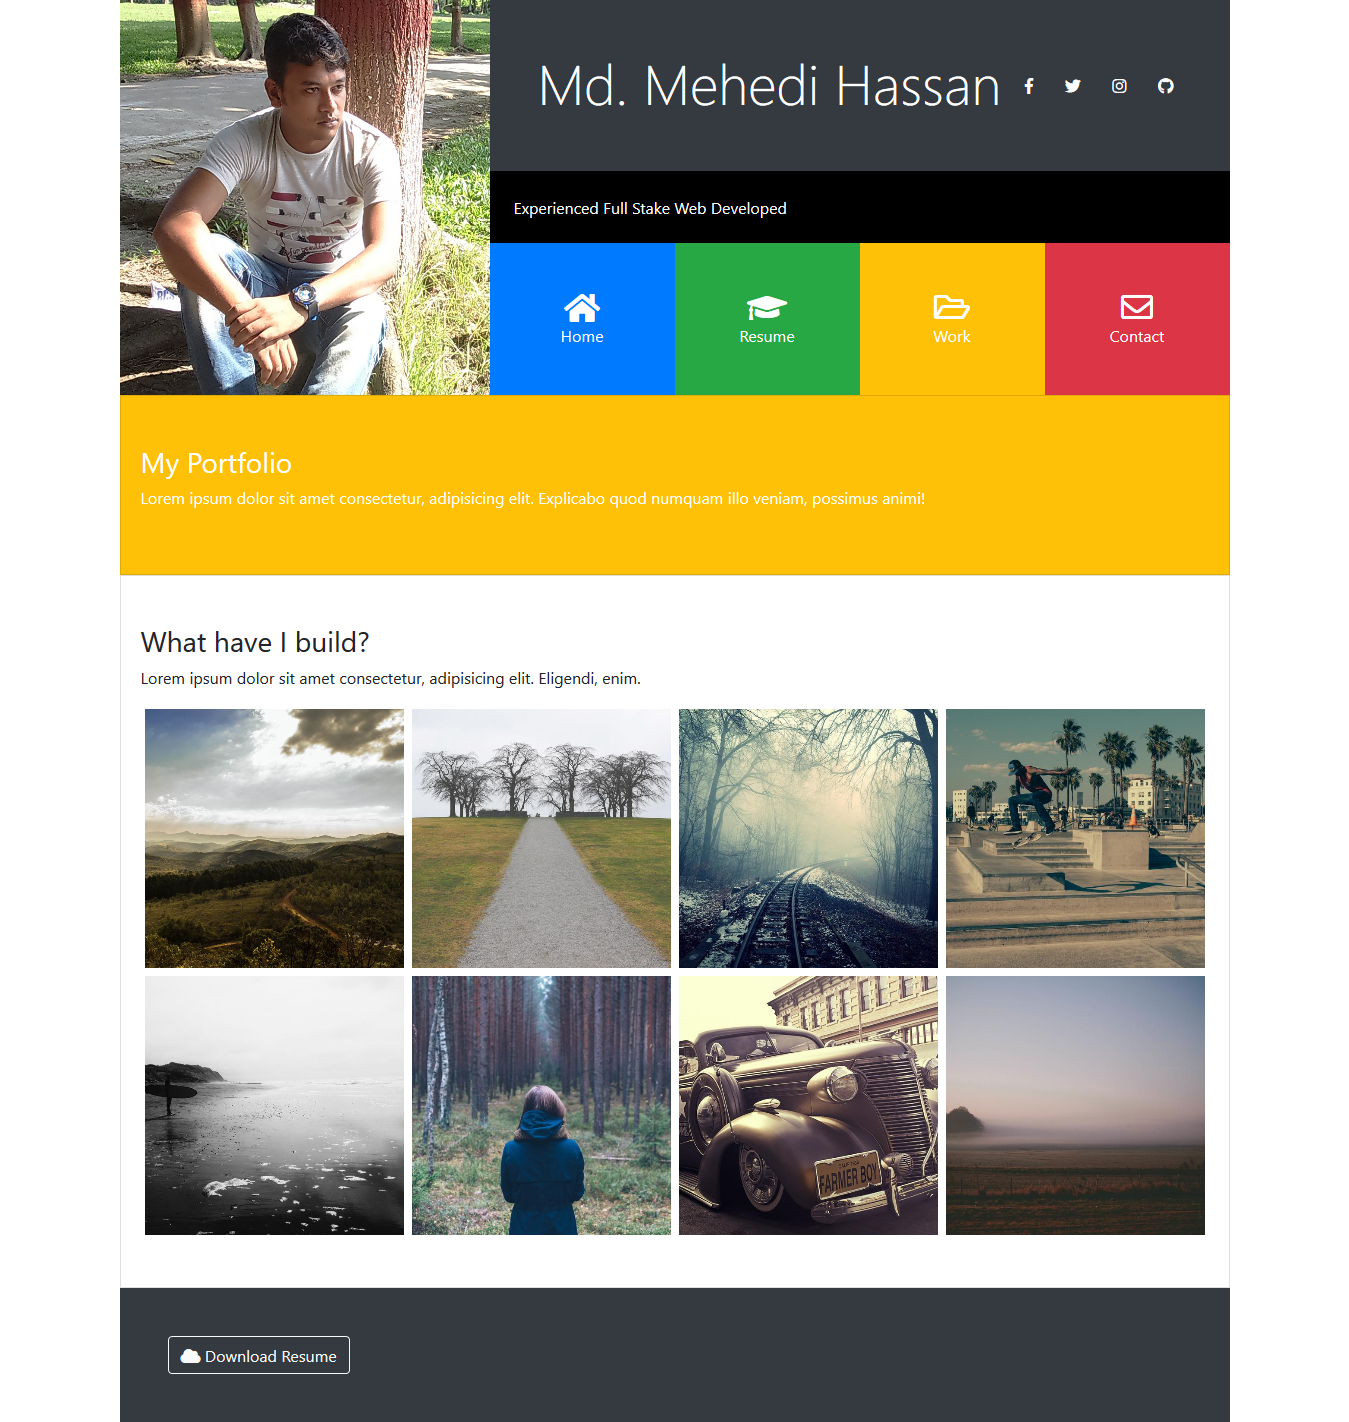 Md. Mehedi Hassan
Experienced Full Stake Web Developed
Home
Resume
Work
Contact
My Portfolio
Lorem ipsum dolor sit amet consectetur, adipisicing elit. Explicabo quod numquam illo veniam, possimus animi!
What have I build?
Lorem ipsum dolor sit amet consectetur, adipisicing elit. Eligendi, enim.
FARMER BOY
Download Resume